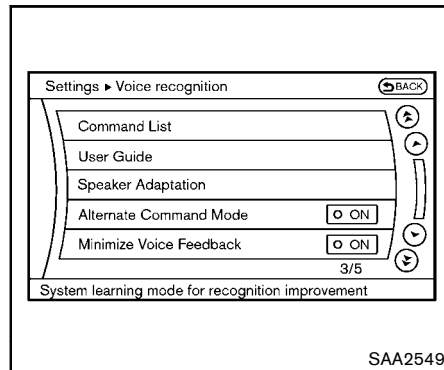 Settings ▸ Voice recognition
BACK
Command List
User Guide
Speaker Adaptation
Alternate Command Mode
ON
Minimize Voice Feedback
ON
3/5
System learning mode for recognition improvement
SAA2549